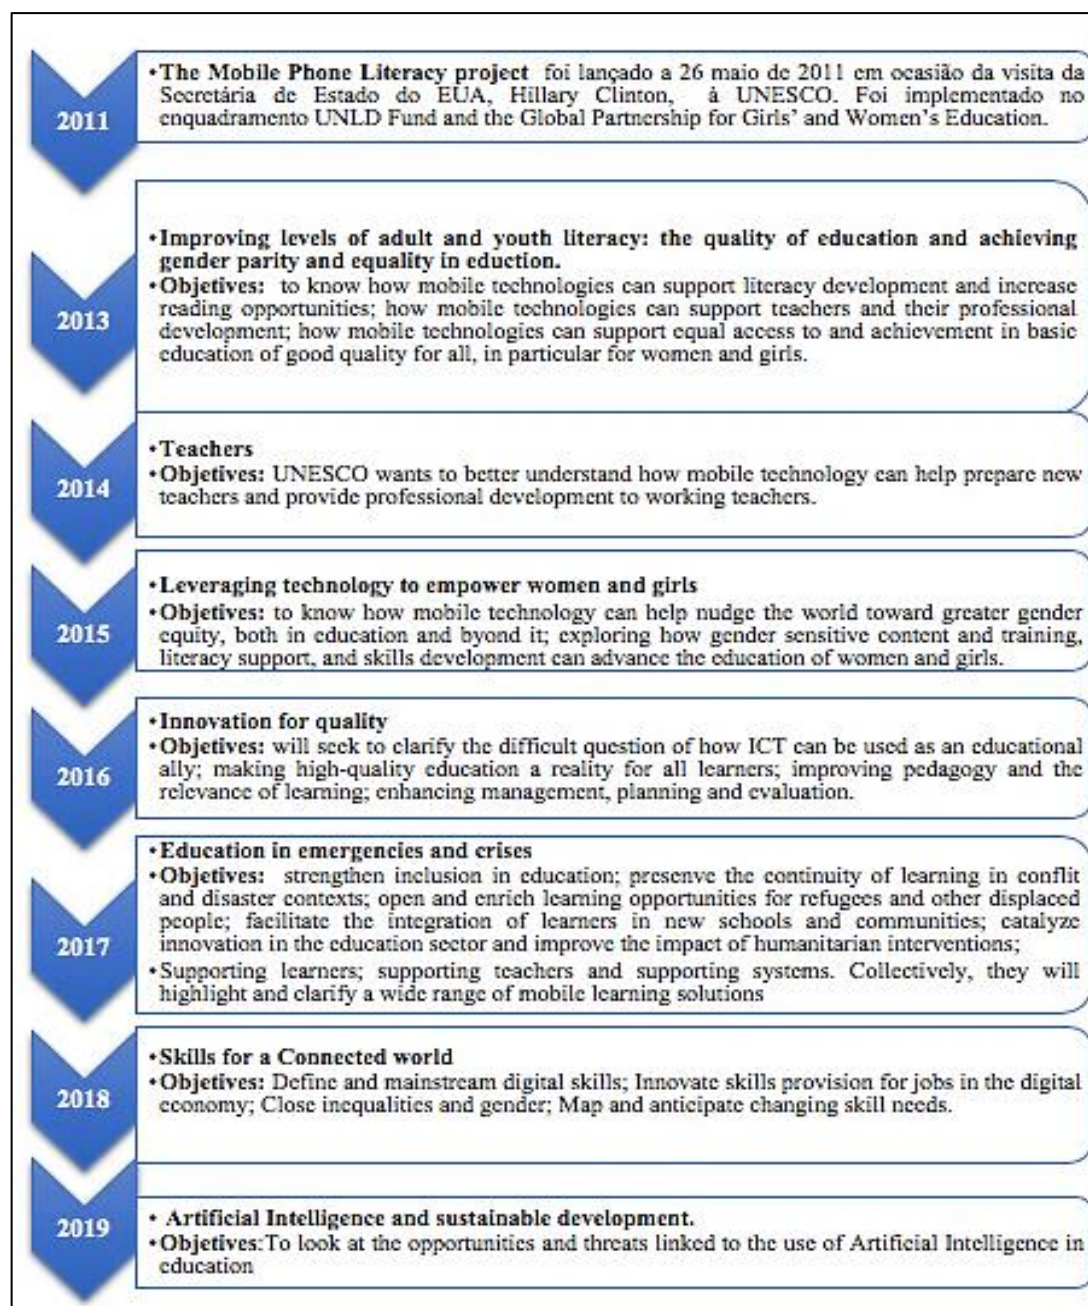 2011
•The Mobile Phone Literacy project foi lançado a 26 maio de 2011 em ocasião da visita da
Secretária de Estado do EUA, Hillary Clinton, à UNESCO. Foi implementado no
enquadramento UNLD Fund and the Global Partnership for Girls' and Women's Education.
2013
•Improving levels of adult and youth literacy: the quality of education and achieving
gender parity and equality in eduction.
•Objetives: to know how mobile technologies can support literacy development and increase
reading opportunities; how mobile technologies can support teachers and their professional
development; how mobile technologies can support equal access to and achievement in basic
education of good quality for all, in particular for women and girls.
2014
•Teachers
•Objetives: UNESCO wants to better understand how mobile technology can help prepare new
teachers and provide professional development to working teachers.
2015
•Leveraging technology to empower women and girls
•Objetives: to know how mobile technology can help nudge the world toward greater gender
equity, both in education and byond it; exploring how gender sensitive content and training,
literacy support, and skills development can advance the education of women and girls.
2016
•Innovation for quality
•Objetives: will seek to clarify the difficult question of how ICT can be used as an educational
ally; making high-quality education a reality for all learners; improving pedagogy and the
relevance of learning; enhancing management, planning and evaluation.
2017
•Education in emergencies and crises
•Objetives: strengthen inclusion in education; presenve the continuity of learning in conflict
and disaster contexts; open and enrich learning opportunities for refugees and other displaced
people; facilitate the integration of learners in new schools and communities; catalyze
innovation in the education sector and improve the impact of humanitarian interventions;
•Supporting learners; supporting teachers and supporting systems. Collectively, they will
highlight and clarify a wide range of mobile learning solutions
2018
•Skills for a Connected world
•Objetives: Define and mainstream digital skills; Innovate skills provision for jobs in the digital
economy; Close inequalities and gender; Map and anticipate changing skill needs.
2019
• Artificial Intelligence and sustainable development.
•Objetives:To look at the opportunities and threats linked to the use of Artificial Intelligence in
education